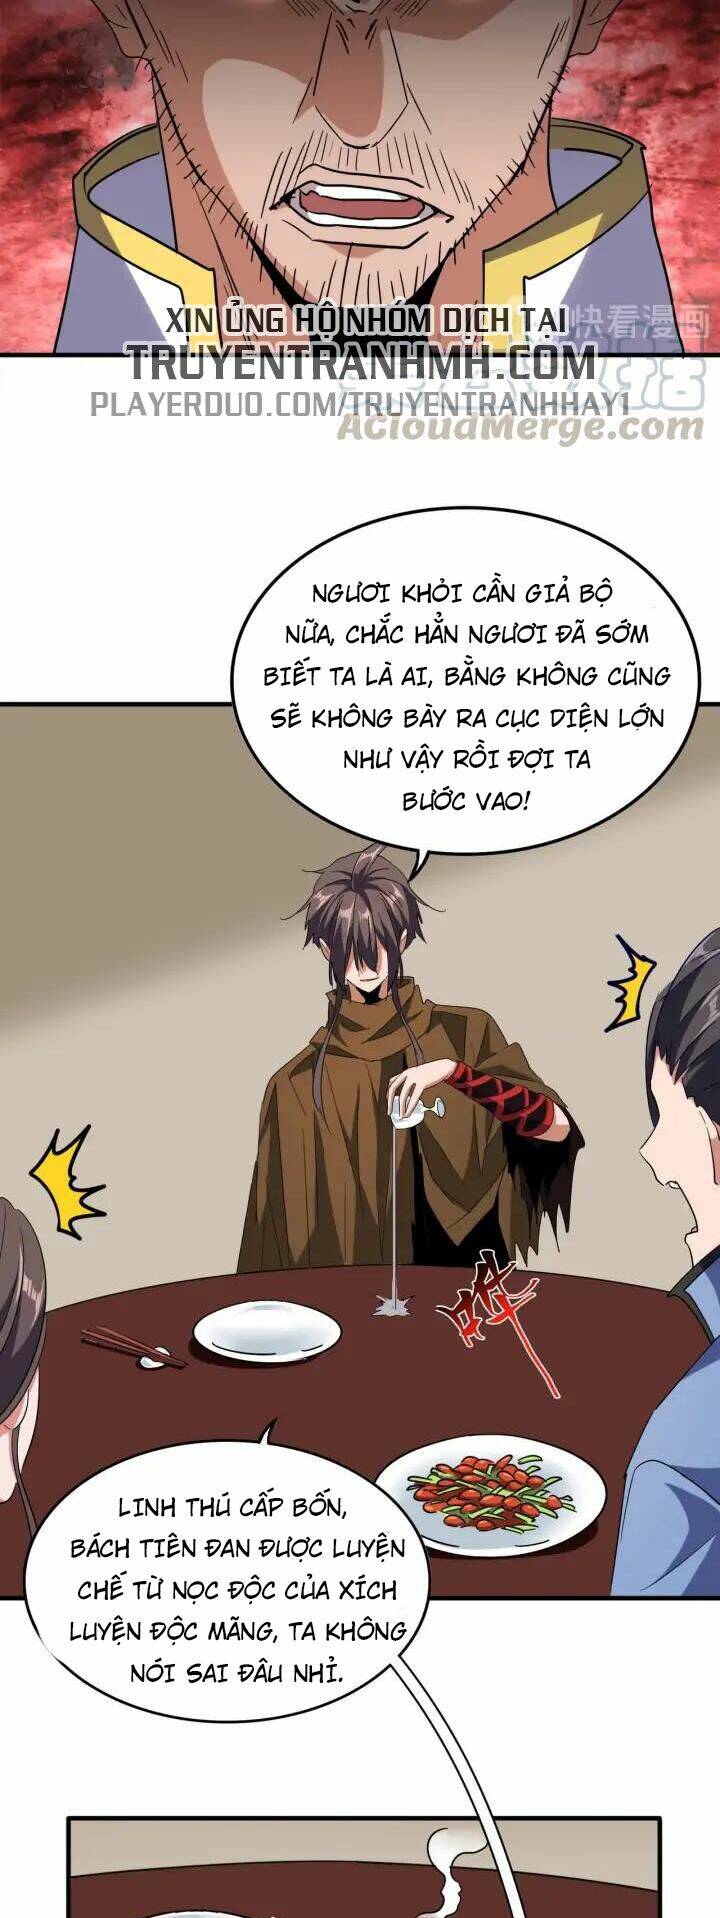 快看漫画
XIN ỦNG HỘ NHÓM DỊCH TẠI
TRUYENTRANHMH.COM
PLAYERDUO.COM/TRUYENTRANHHAY1
ACloudMerge.com
NGƯƠI KHỎI CẦN GIẢ BỘ
NỮA, CHẮC HẲN NGƯƠI ĐÃ SỚM
BIẾT TA LÀ AI, BẰNG KHÔNG CŨNG
SẼ KHÔNG BÀY RA CỤC DIỆN LỚN
NHƯ VẬY RỒI ĐỢI TA
BƯỚC VAO!
哗
LINH THÚ CẤP BỐN,
BÁCH TIÊN ĐAN ĐƯỢC LUYỆN
CHẾ TỪ NỌC ĐỘC CỦA XÍCH
LUYỆN ĐỘC MÃNG, TA KHÔNG
NÓI SAI ĐÂU NHỈ.